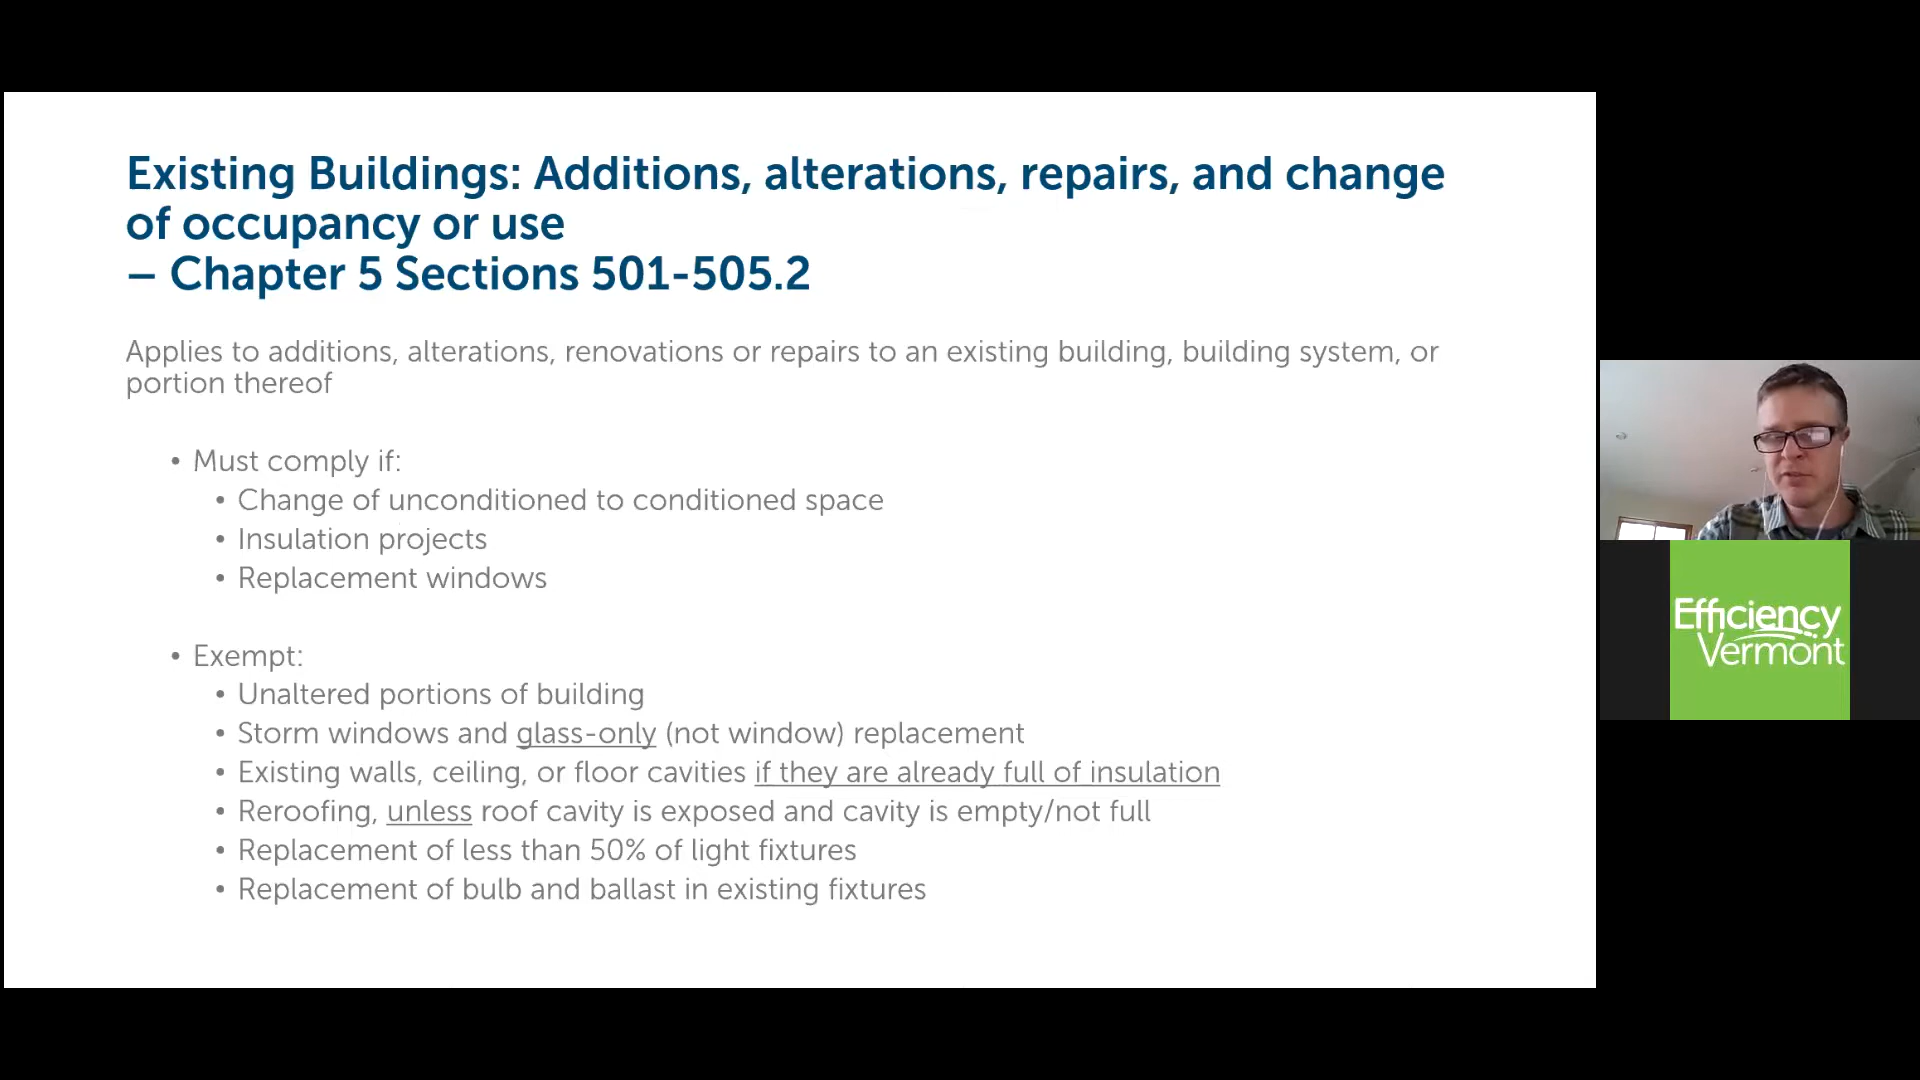 Existing Buildings: Additions, alterations, repairs, and change
of occupancy or use
– Chapter 5 Sections 501-505.2
Applies to additions, alterations, renovations or repairs to an existing building, building system, or
portion thereof
• Must comply if:
• Change of unconditioned to conditioned space
• Insulation projects
• Replacement windows
• Exempt:
• Unaltered portions of building
• Storm windows and glass-only (not window) replacement
• Existing walls, ceiling, or floor cavities if they are already full of insulation
• Reroofing, unless roof cavity is exposed and cavity is empty/not full
• Replacement of less than 50% of light fixtures
• Replacement of bulb and ballast in existing fixtures
Efficiency
Vermont